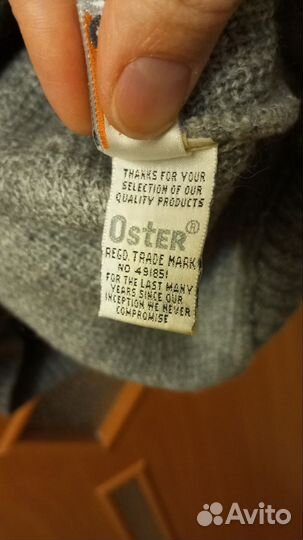 THANKS FOR YOUR
SELECTION OF OUR
QUALITY PRODUCTS
OSTER®
REGD. TRADE MARK
NO 491851
FOR THE LAST MANY
YEARS SINCE OUR
INCEPTION WE NEVER
COMPROMISE
Avito